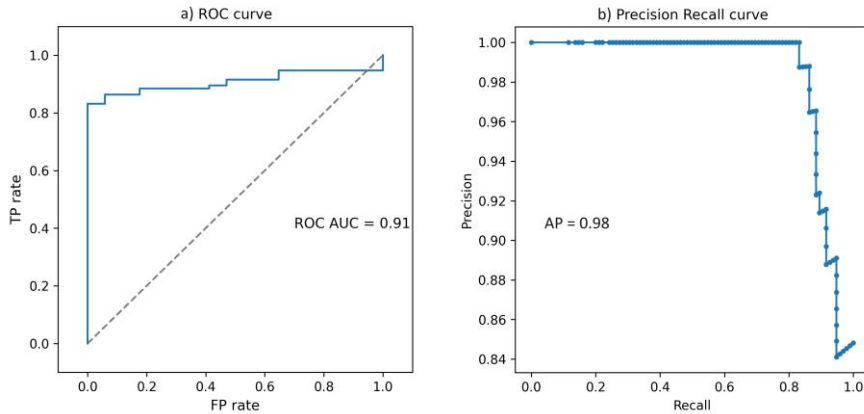 a) ROC curve
1.0
0.8
0.6
0.4
0.2
0.0
TP rate
ROC AUC = 0.91
0.0 0.2 0.4 0.6 0.8 1.0
FP rate
b) Precision Recall curve
1.00
0.98
0.96
0.94
0.92
0.90
0.88
0.86
0.84
Precision
AP = 0.98
0.0 0.2 0.4 0.6 0.8 1.0
Recall